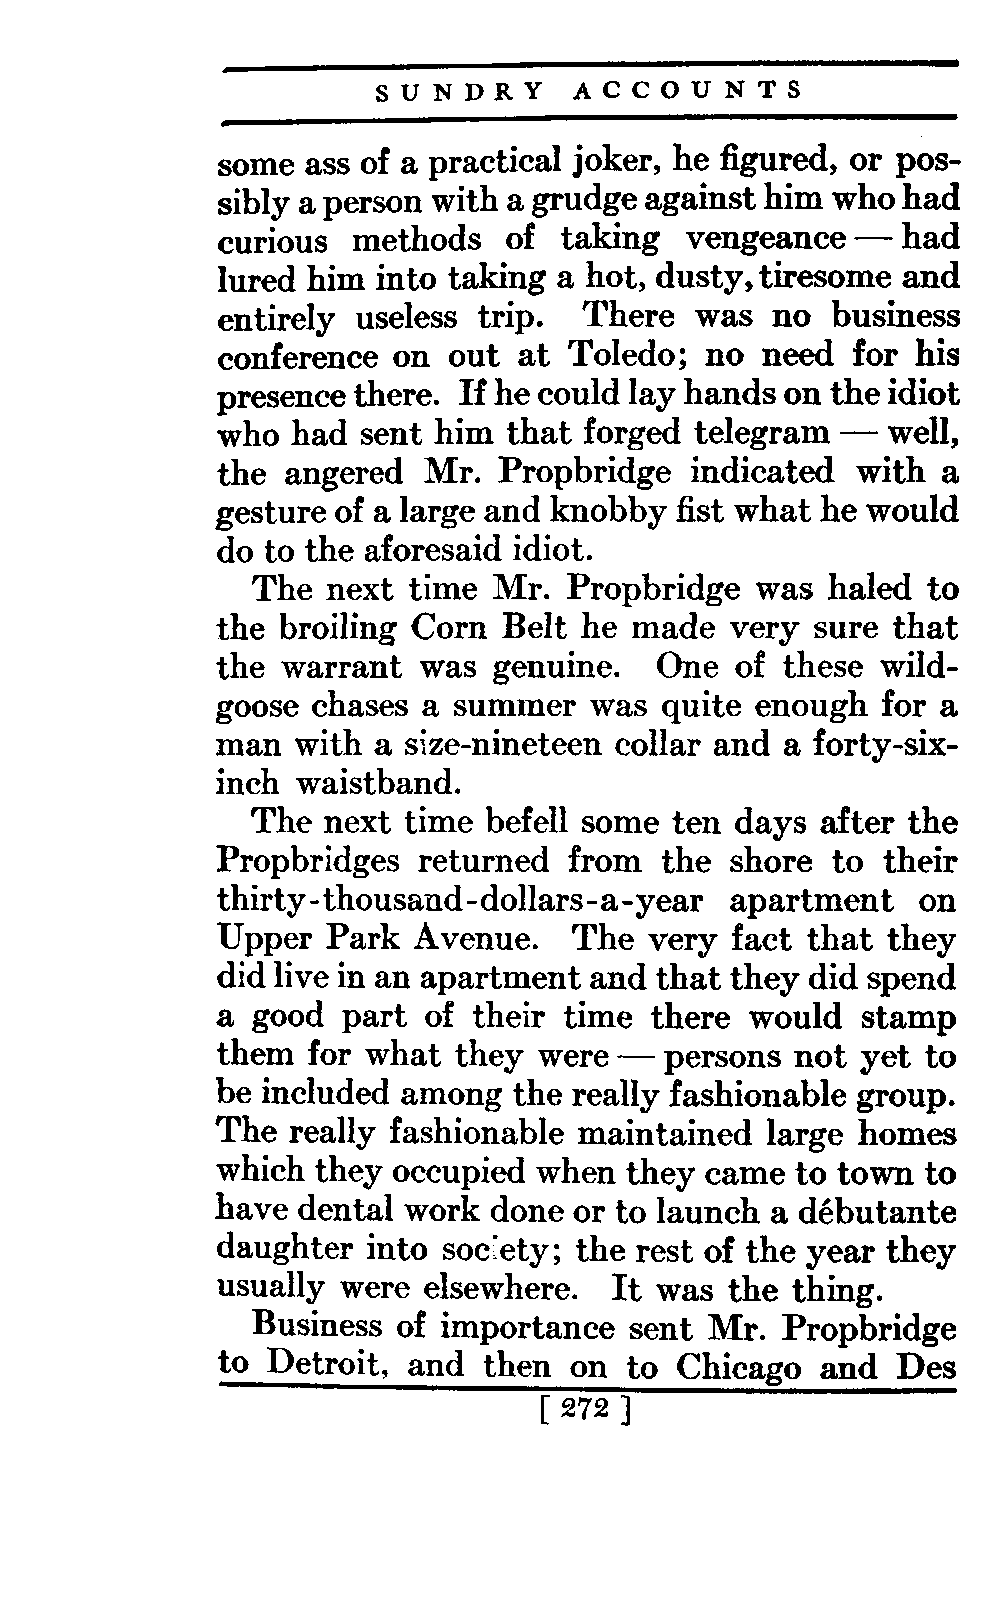 SUNDRY ACCOUNTS
some ass of a practical joker, he figured, or pos-
sibly a person with a grudge against him who had
curious methods of taking vengeance — had
lured him into taking a hot, dusty, tiresome and
entirely useless trip. There was no business
conference on out at Toledo; no need for his
presence there. If he could lay hands on the idiot
who had sent him that forged telegram — well,
the angered Mr. Propbridge indicated with a
gesture of a large and knobby fist what he would
do to the aforesaid idiot.
The next time Mr. Propbridge was haled to
the broiling Corn Belt he made very sure that
the warrant was genuine. One of these wild-
goose chases a summer was quite enough for a
man with a size-nineteen collar and a forty-six-
inch waistband.
The next time befell some ten days after the
Propbridges returned from the shore to their
thirty-thousand-dollars-a-year apartment on
Upper Park Avenue. The very fact that they
did live in an apartment and that they did spend
a good part of their time there would stamp
them for what they were — persons not yet to
be included among the really fashionable group.
The really fashionable maintained large homes
which they occupied when they came to town to
have dental work done or to launch a débutante
daughter into society; the rest of the year they
usually were elsewhere. It was the thing.
Business of importance sent Mr. Propbridge
to Detroit, and then on to Chicago and Des
[ 272 ]